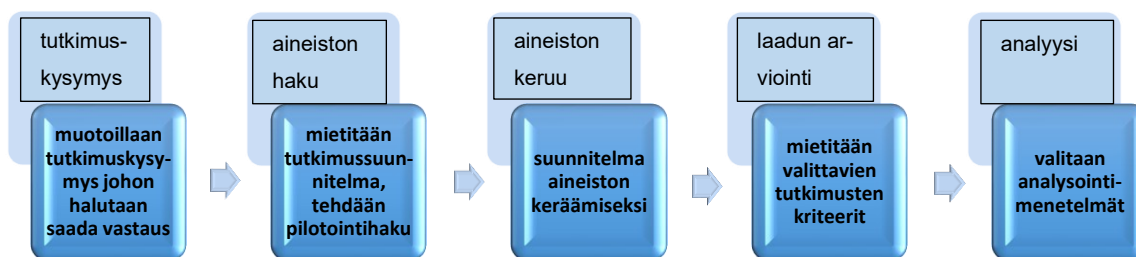 tutkimus-
kysymys
muotoillaan
tutkimuskysy-
mys johon
halutaan
saada vastaus
aineiston
haku
mietitään
tutkimussuun-
nitelma,
tehdään
pilotointihaku
aineiston
keruu
suunnitelma
aineiston
keräämiseksi
laadun ar-
viointi
mietitään
valittavien
tutkimusten
kriteerit
analyysi
valitaan
analysointi-
menetelmät